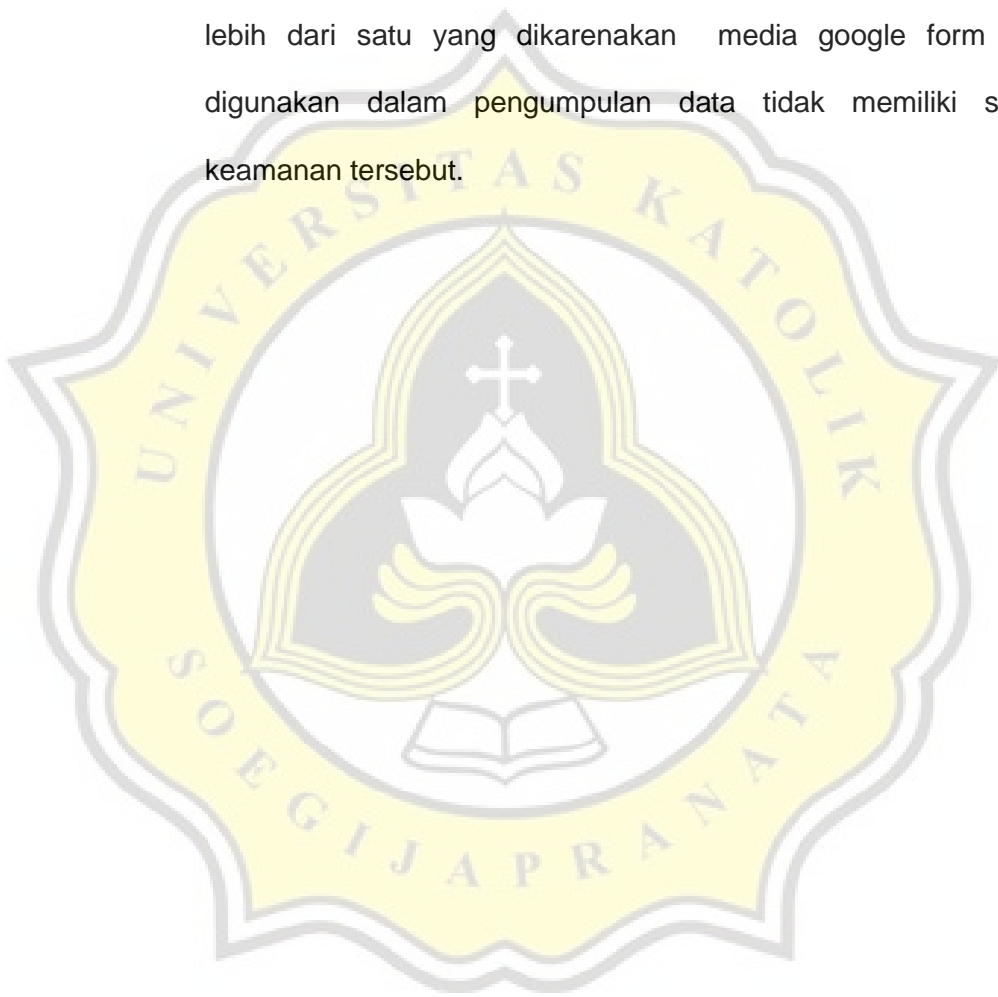 lebih dari satu yang dikarenakan media google form
digunakan dalam pengumpulan data tidak memiliki
keamanan tersebut.
UNIVERSITAS KATOLIK
SOEGIJAPRANATA